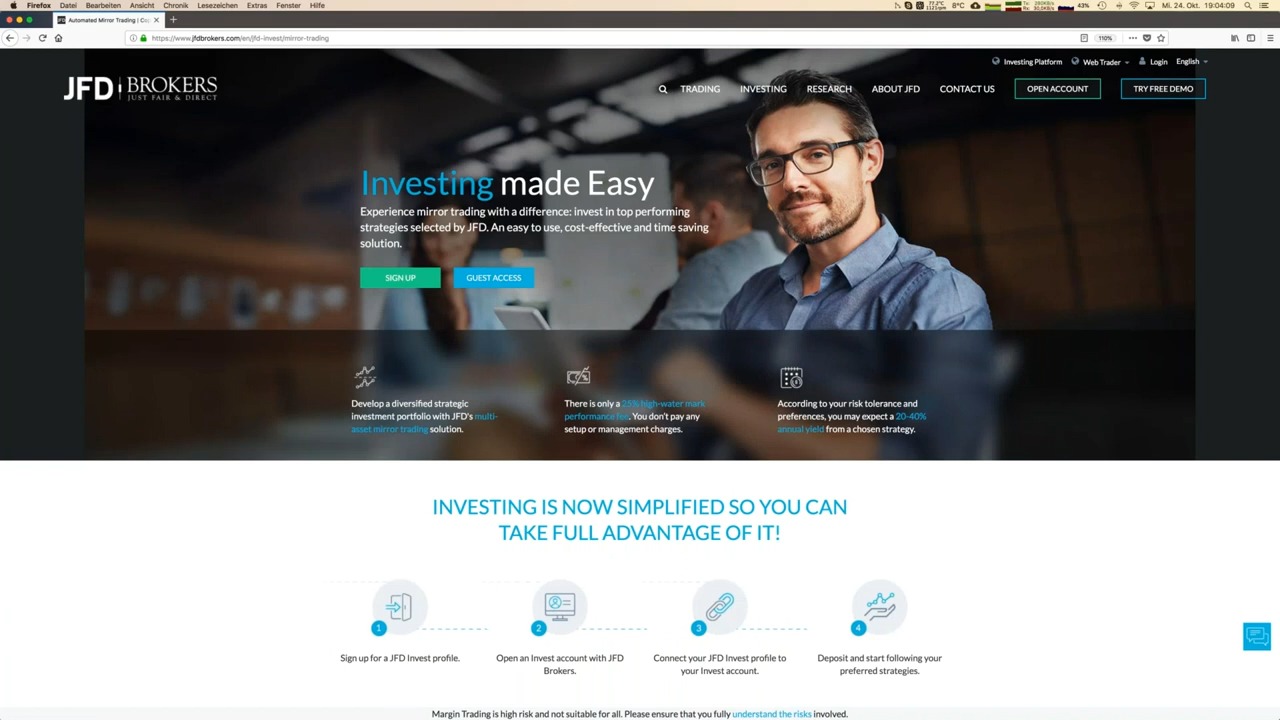 Firefox Datei Bearbeiten Ansicht Chronik Lesezeichen Extras Fenster Hilfe
8°C 43% Mi. 24. Okt. 19:04:09
Automated Mirror Trading | Co
https://www.jfdbrokers.com/en/jfd-invest/mirror-trading
110%
Investing Platform Web Trader Login English
JFD BROKERS
JUST FAIR & DIRECT
TRADING INVESTING RESEARCH ABOUT JFD CONTACT US OPEN ACCOUNT TRY FREE DEMO
Investing made Easy
Experience mirror trading with a difference: invest in top performing
strategies selected by JFD. An easy to use, cost-effective and time saving
solution.
SIGN UP GUEST ACCESS
Develop a diversified strategic
investment portfolio with JFD's multi-
asset mirror trading solution.
There is only a 25% high-water mark
performance fee. You don't pay any
setup or management charges.
According to your risk tolerance and
preferences, you may expect a 20-40%
annual yield from a chosen strategy.
INVESTING IS NOW SIMPLIFIED SO YOU CAN
TAKE FULL ADVANTAGE OF IT!
1
Sign up for a JFD Invest profile.
2
Open an Invest account with JFD
Brokers.
3
Connect your JFD Invest profile to
your Invest account.
4
Deposit and start following your
preferred strategies.
Margin Trading is high risk and not suitable for all. Please ensure that you fully understand the risks involved.